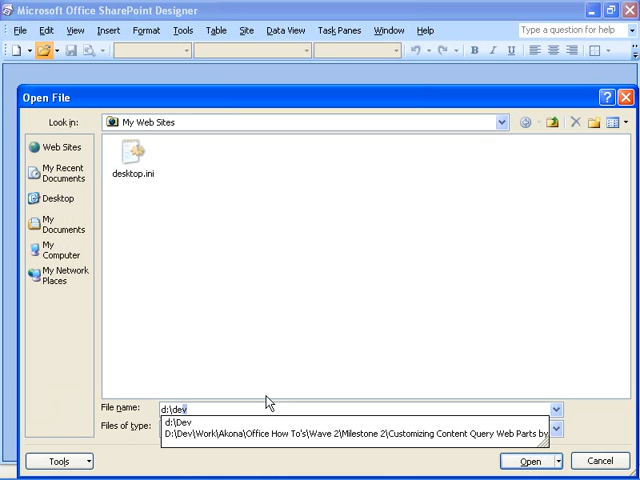 Microsoft Office SharePoint Designer
File Edit View Insert Format Tools Table Site Data View Task Panes Window Help Type a question for help
B I U
Open File
Look in: My Web Sites
Web Sites
My Recent
Documents
Desktop
My
Documents
My
Computer
My Network
Places
desktop.ini
File name: d:\dev
d:\Dev
Files of type: D:\Dev\Work\Akona\Office How To's\Wave 2\Milestone 2\Customizing Content Query Web Parts by
Tools Open Cancel